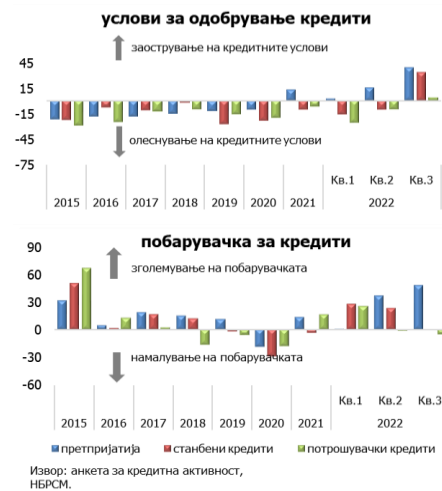 услови за одобрување кредити
заострување на кредитните услови
45
15
-15
-45
-75
олеснување на кредитните услови
Кв.1 Кв.2 Кв.3
2015 2016 2017 2018 2019 2020 2021 2022
побарувачка за кредити
90
60
30
0
-30
-60
зголемување на побарувачката
намалување на побарувачката
Кв.1 Кв.2 Кв.3
2015 2016 2017 2018 2019 2020 2021 2022
претпријатија станбени кредити потрошувачки кредити
Извор: анкета за кредитна активност,
НБРСМ.